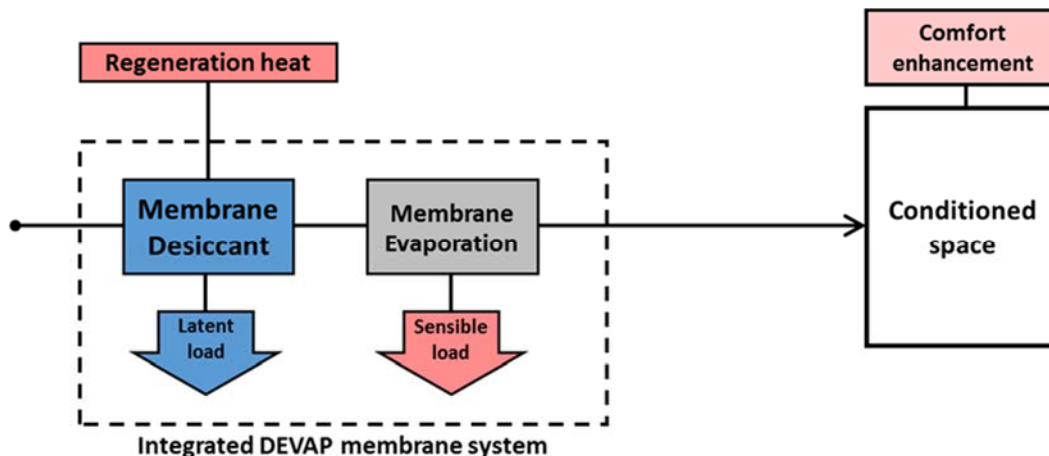 Regeneration heat
Comfort
enhancement
Membrane
Desiccant
Membrane
Evaporation
Conditioned
space
Latent
load
Sensible
load
Integrated DEVAP membrane system